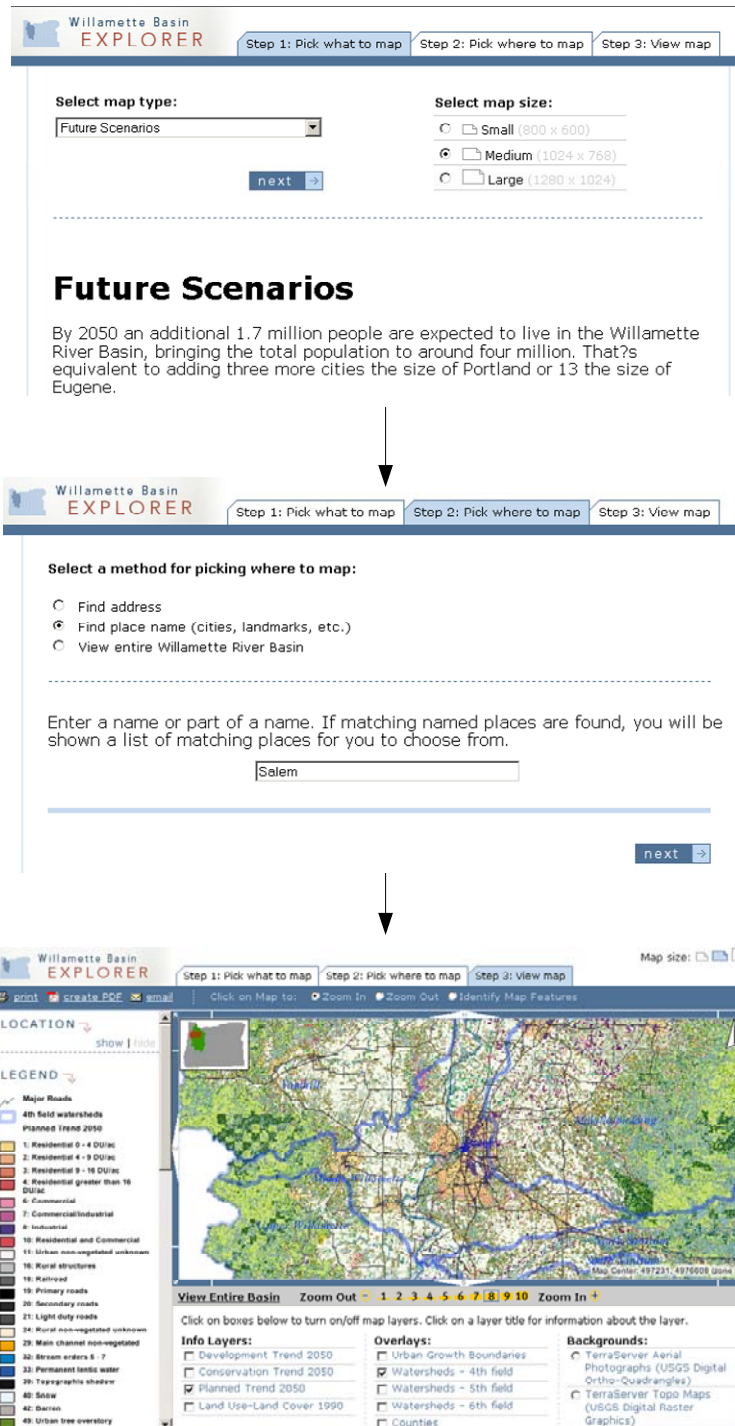 Willamette Basin
EXPLORER
Step 1: Pick what to map
Step 2: Pick where to map
Step 3: View map
Select map type:
Future Scenarios
next
Select map size:
Small (800 x 600)
Medium (1024 x 768)
Large (1280 x 1024)
Future Scenarios
By 2050 an additional 1.7 million people are expected to live in the Willamette
River Basin, bringing the total population to around four million. That?s
equivalent to adding three more cities the size of Portland or 13 the size of
Eugene.
Willamette Basin
EXPLORER
Step 1: Pick what to map
Step 2: Pick where to map
Step 3: View map
Select a method for picking where to map:
Find address
Find place name (cities, landmarks, etc.)
View entire Willamette River Basin
Enter a name or part of a name. If matching named places are found, you will be
shown a list of matching places for you to choose from.
Salem
next
Willamette Basin
EXPLORER
Step 1: Pick what to map
Step 2: Pick where to map
Step 3: View map
Map size:
print create PDF email
Click on Map to: Zoom In Zoom Out Identify Map Features
LOCATION
show | hide
LEGEND
Major Roads
4th field watersheds
Planned Trend 2050
1: Residential 0 - 4 DU/ac
2: Residential 4 - 9 DU/ac
3: Residential 9 - 16 DU/ac
4: Residential greater than 16
DU/ac
6: Commercial
7: Commercial/Industrial
8: Industrial
10: Residential and Commercial
11: Urban non-vegetated unknown
16: Rural structures
18: Railroad
19: Primary roads
20: Secondary roads
21: Light duty roads
24: Rural non-vegetated unknown
29: Main channel non-vegetated
32: Stream orders 5 - 7
33: Permanent lentic water
39: Topographic shadow
40: Snow
42: Barren
49: Urban tree overstory
Yamhill
Middle Willamette
Upper Willamette
Map Center: 497231, 4976608 (zone
View Entire Basin Zoom Out 1 2 3 4 5 6 7 8 9 10 Zoom In
Click on boxes below to turn on/off map layers. Click on a layer title for information about the layer.
Info Layers:
Development Trend 2050
Conservation Trend 2050
Planned Trend 2050
Land Use-Land Cover 1990
Overlays:
Urban Growth Boundaries
Watersheds - 4th field
Watersheds - 5th field
Watersheds - 6th field
Counties
Backgrounds:
TerraServer Aerial
Photographs (USGS Digital
Ortho-Quadrangles)
TerraServer Topo Maps
(USGS Digital Raster
Graphics)